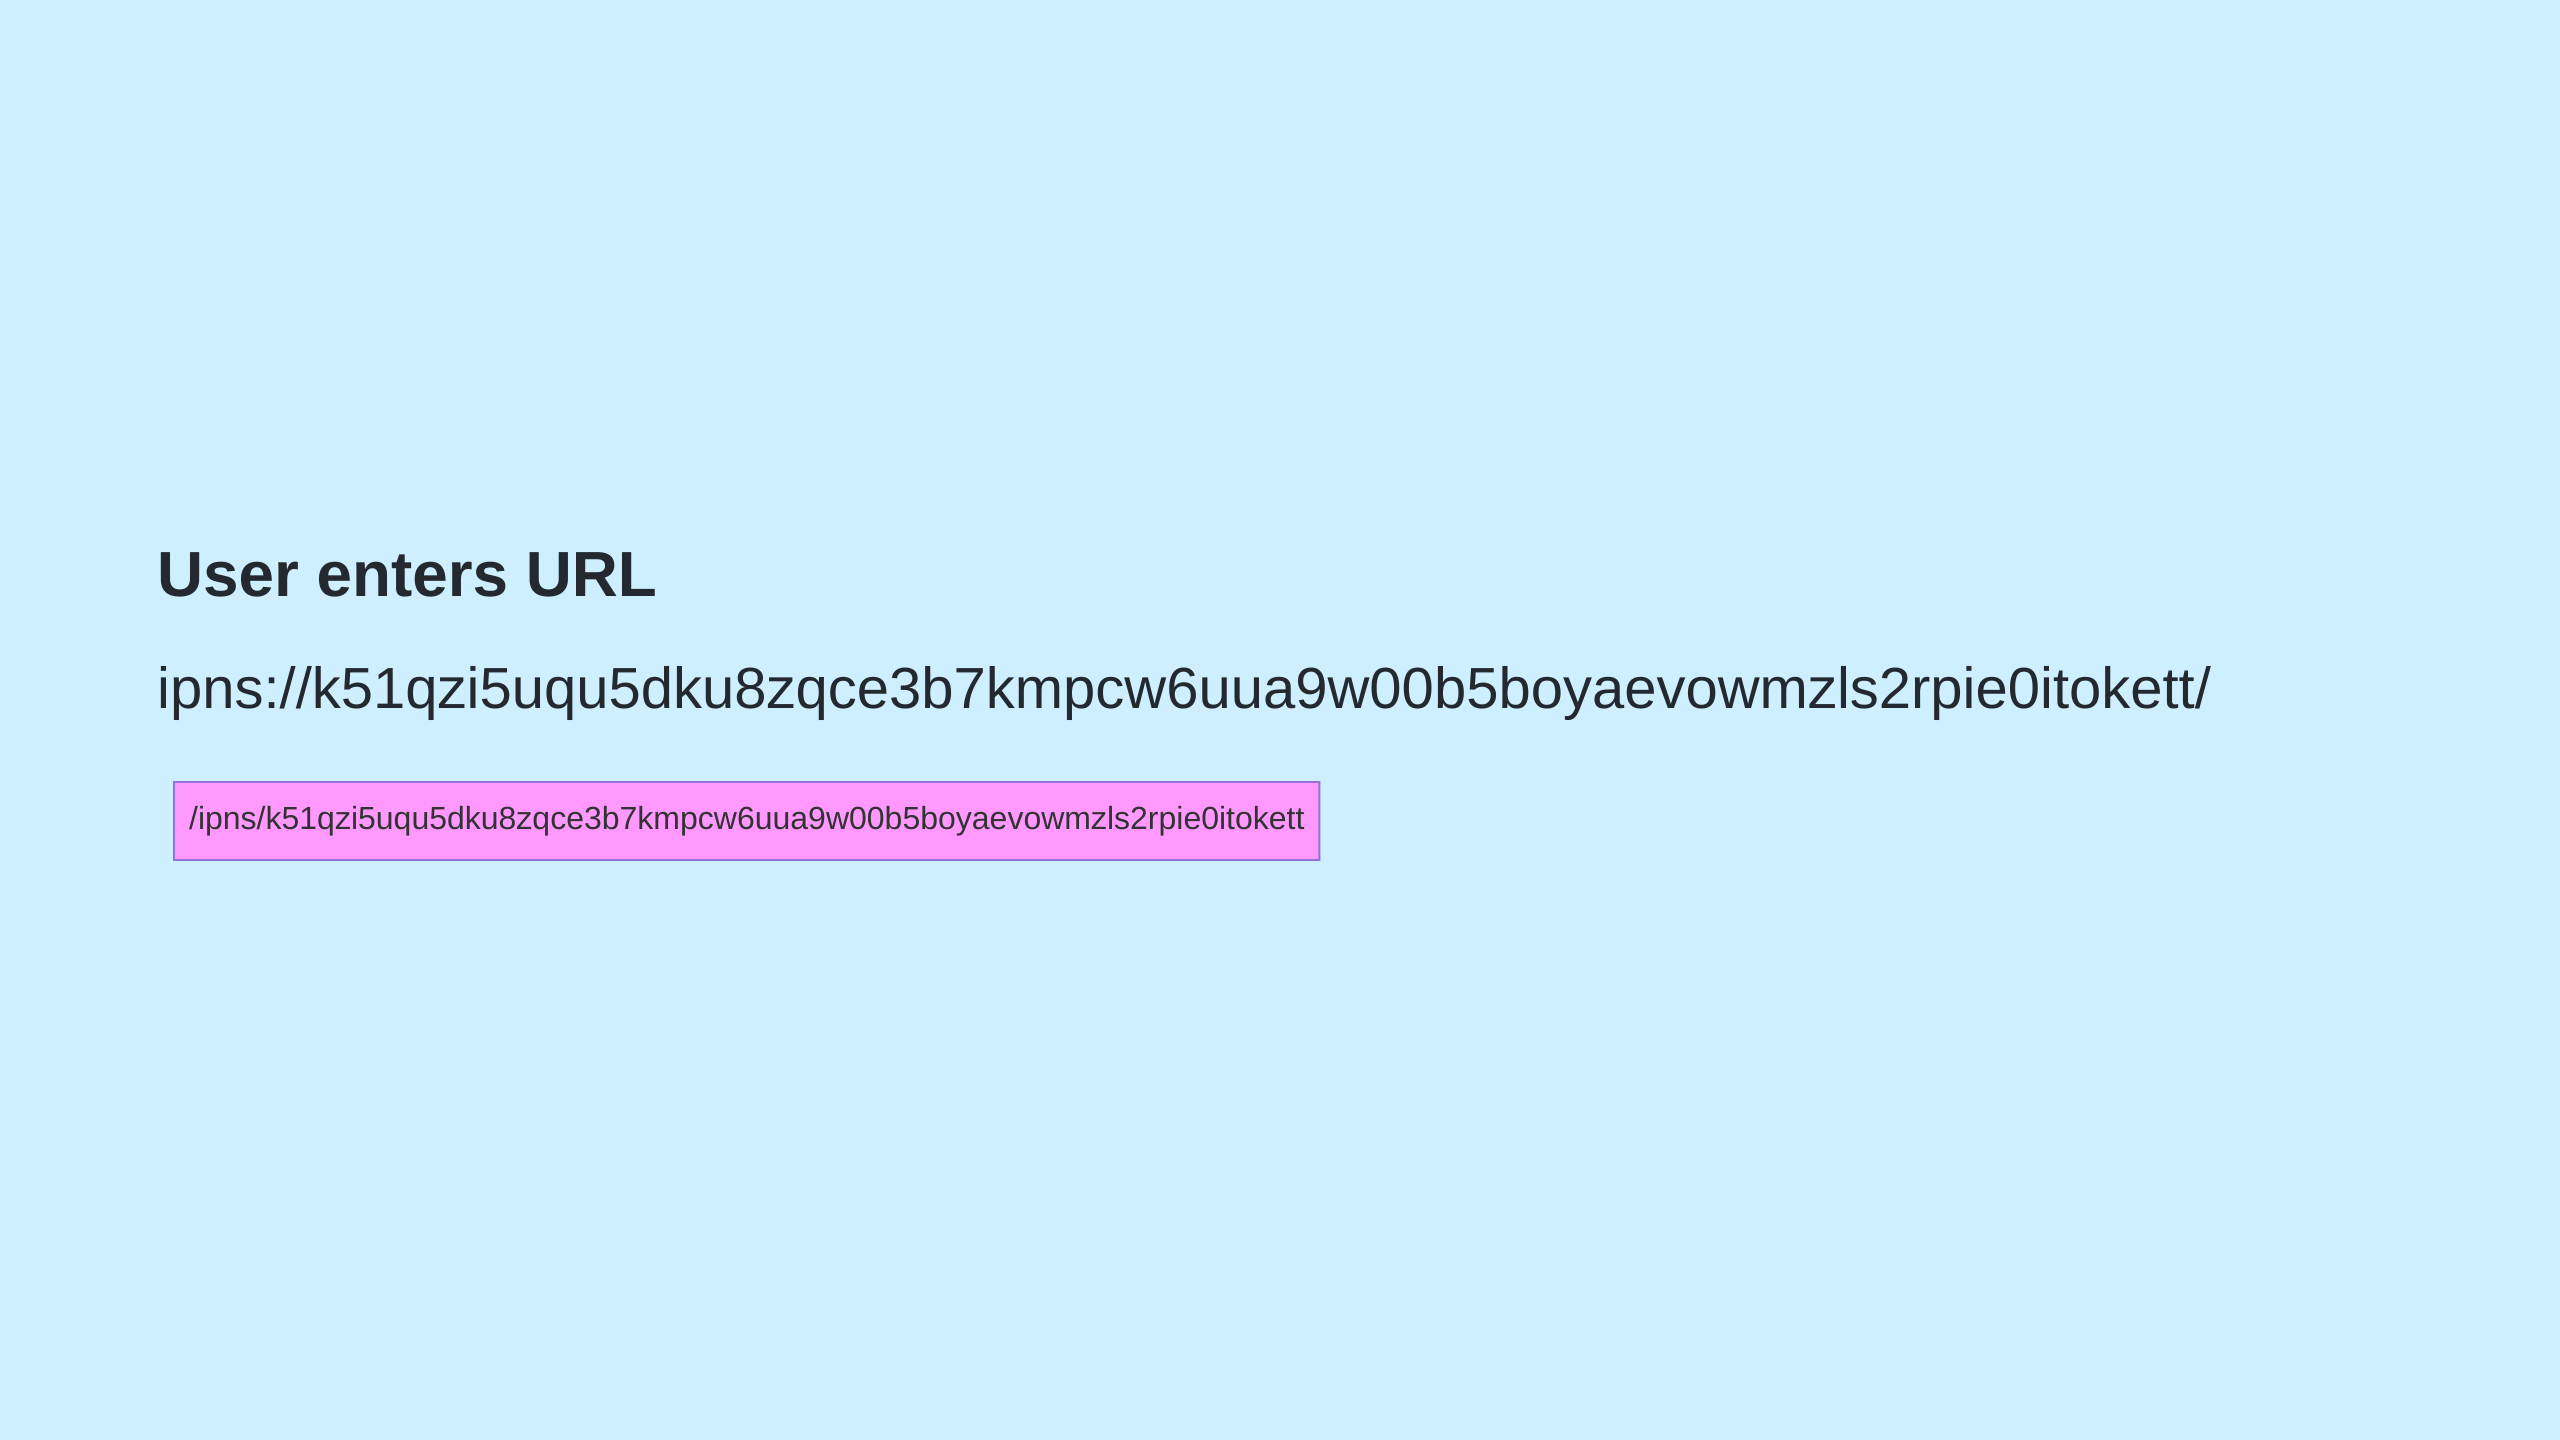 User enters URL
ipns://k51qzi5uqu5dku8zqce3b7kmpcw6uua9w00b5boyaevowmzls2rpie0itokett/
/ipns/k51qzi5uqu5dku8zqce3b7kmpcw6uua9w00b5boyaevowmzls2rpie0itokett